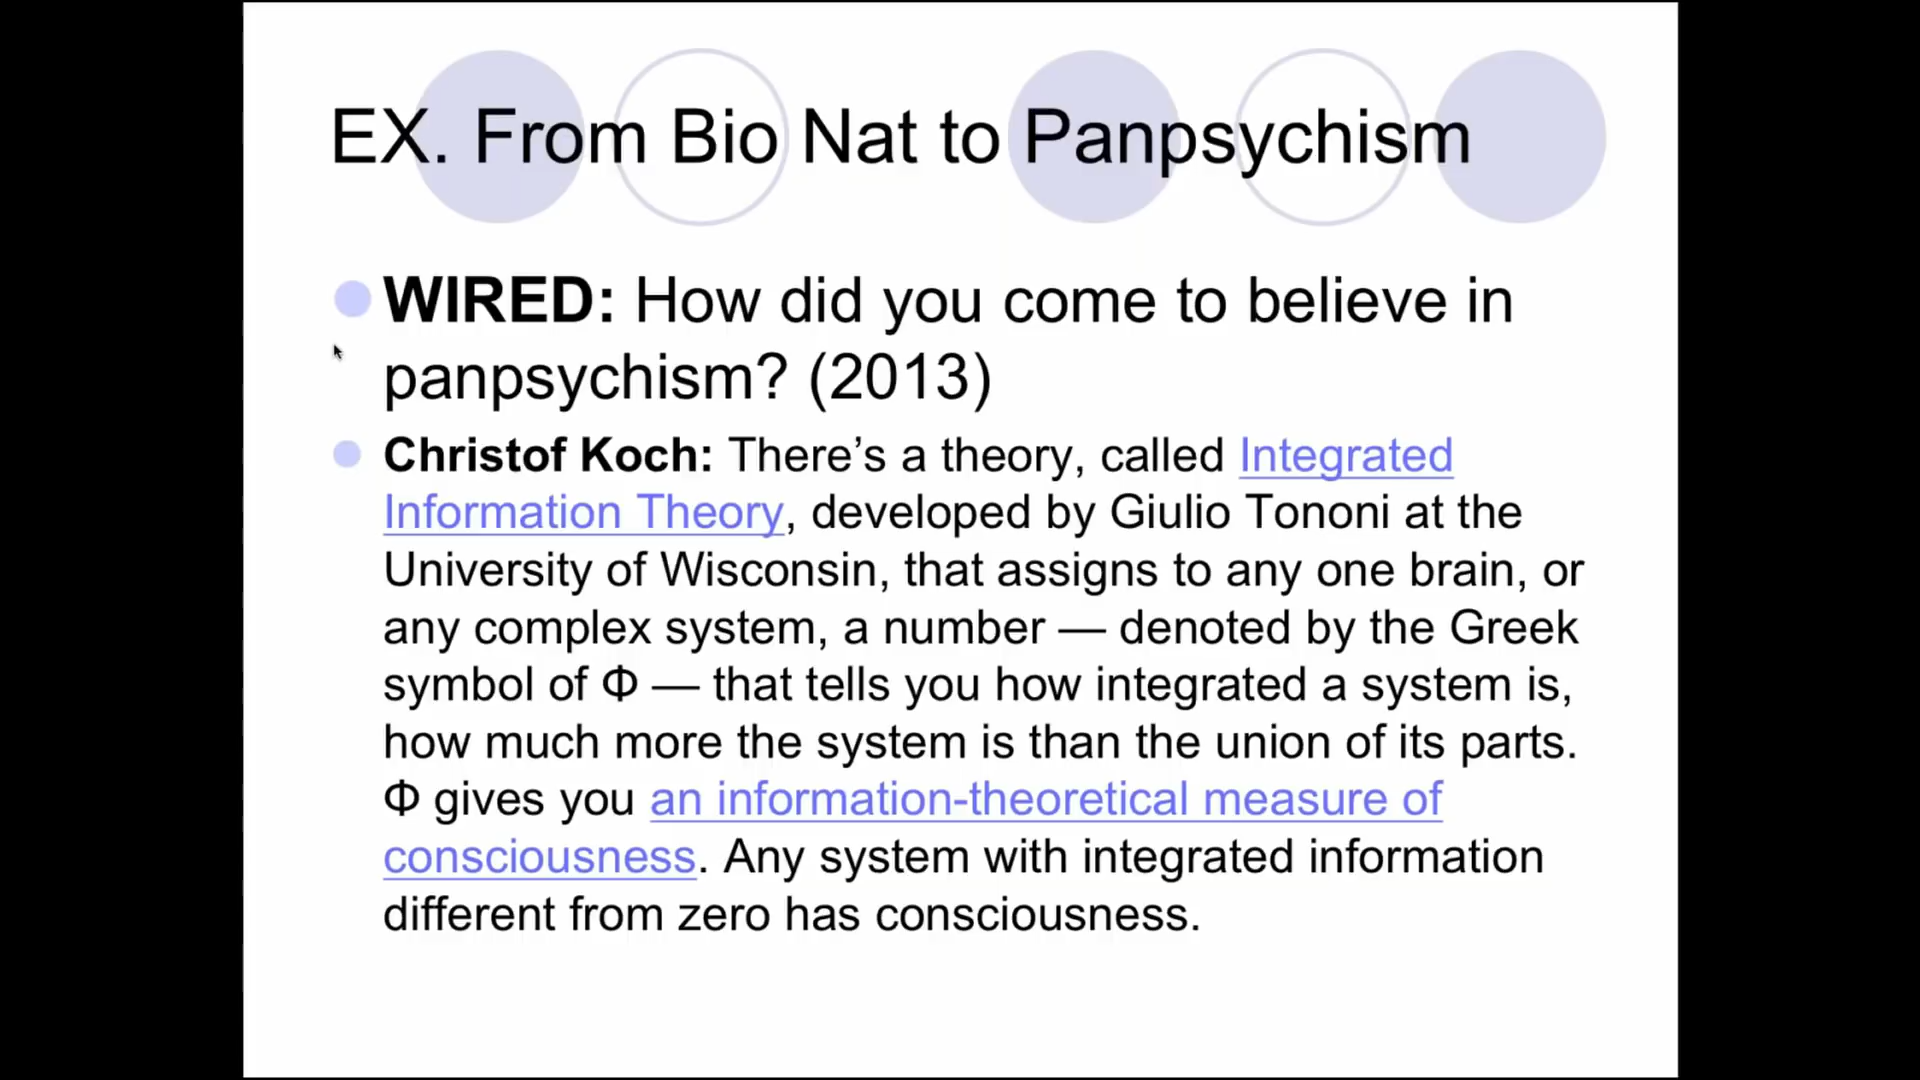 EX. From Bio Nat to Panpsychism
WIRED: How did you come to believe in
panpsychism? (2013)
Christof Koch: There’s a theory, called Integrated
Information Theory, developed by Giulio Tononi at the
University of Wisconsin, that assigns to any one brain, or
any complex system, a number — denoted by the Greek
symbol of Φ — that tells you how integrated a system is,
how much more the system is than the union of its parts.
Φ gives you an information-theoretical measure of
consciousness. Any system with integrated information
different from zero has consciousness.